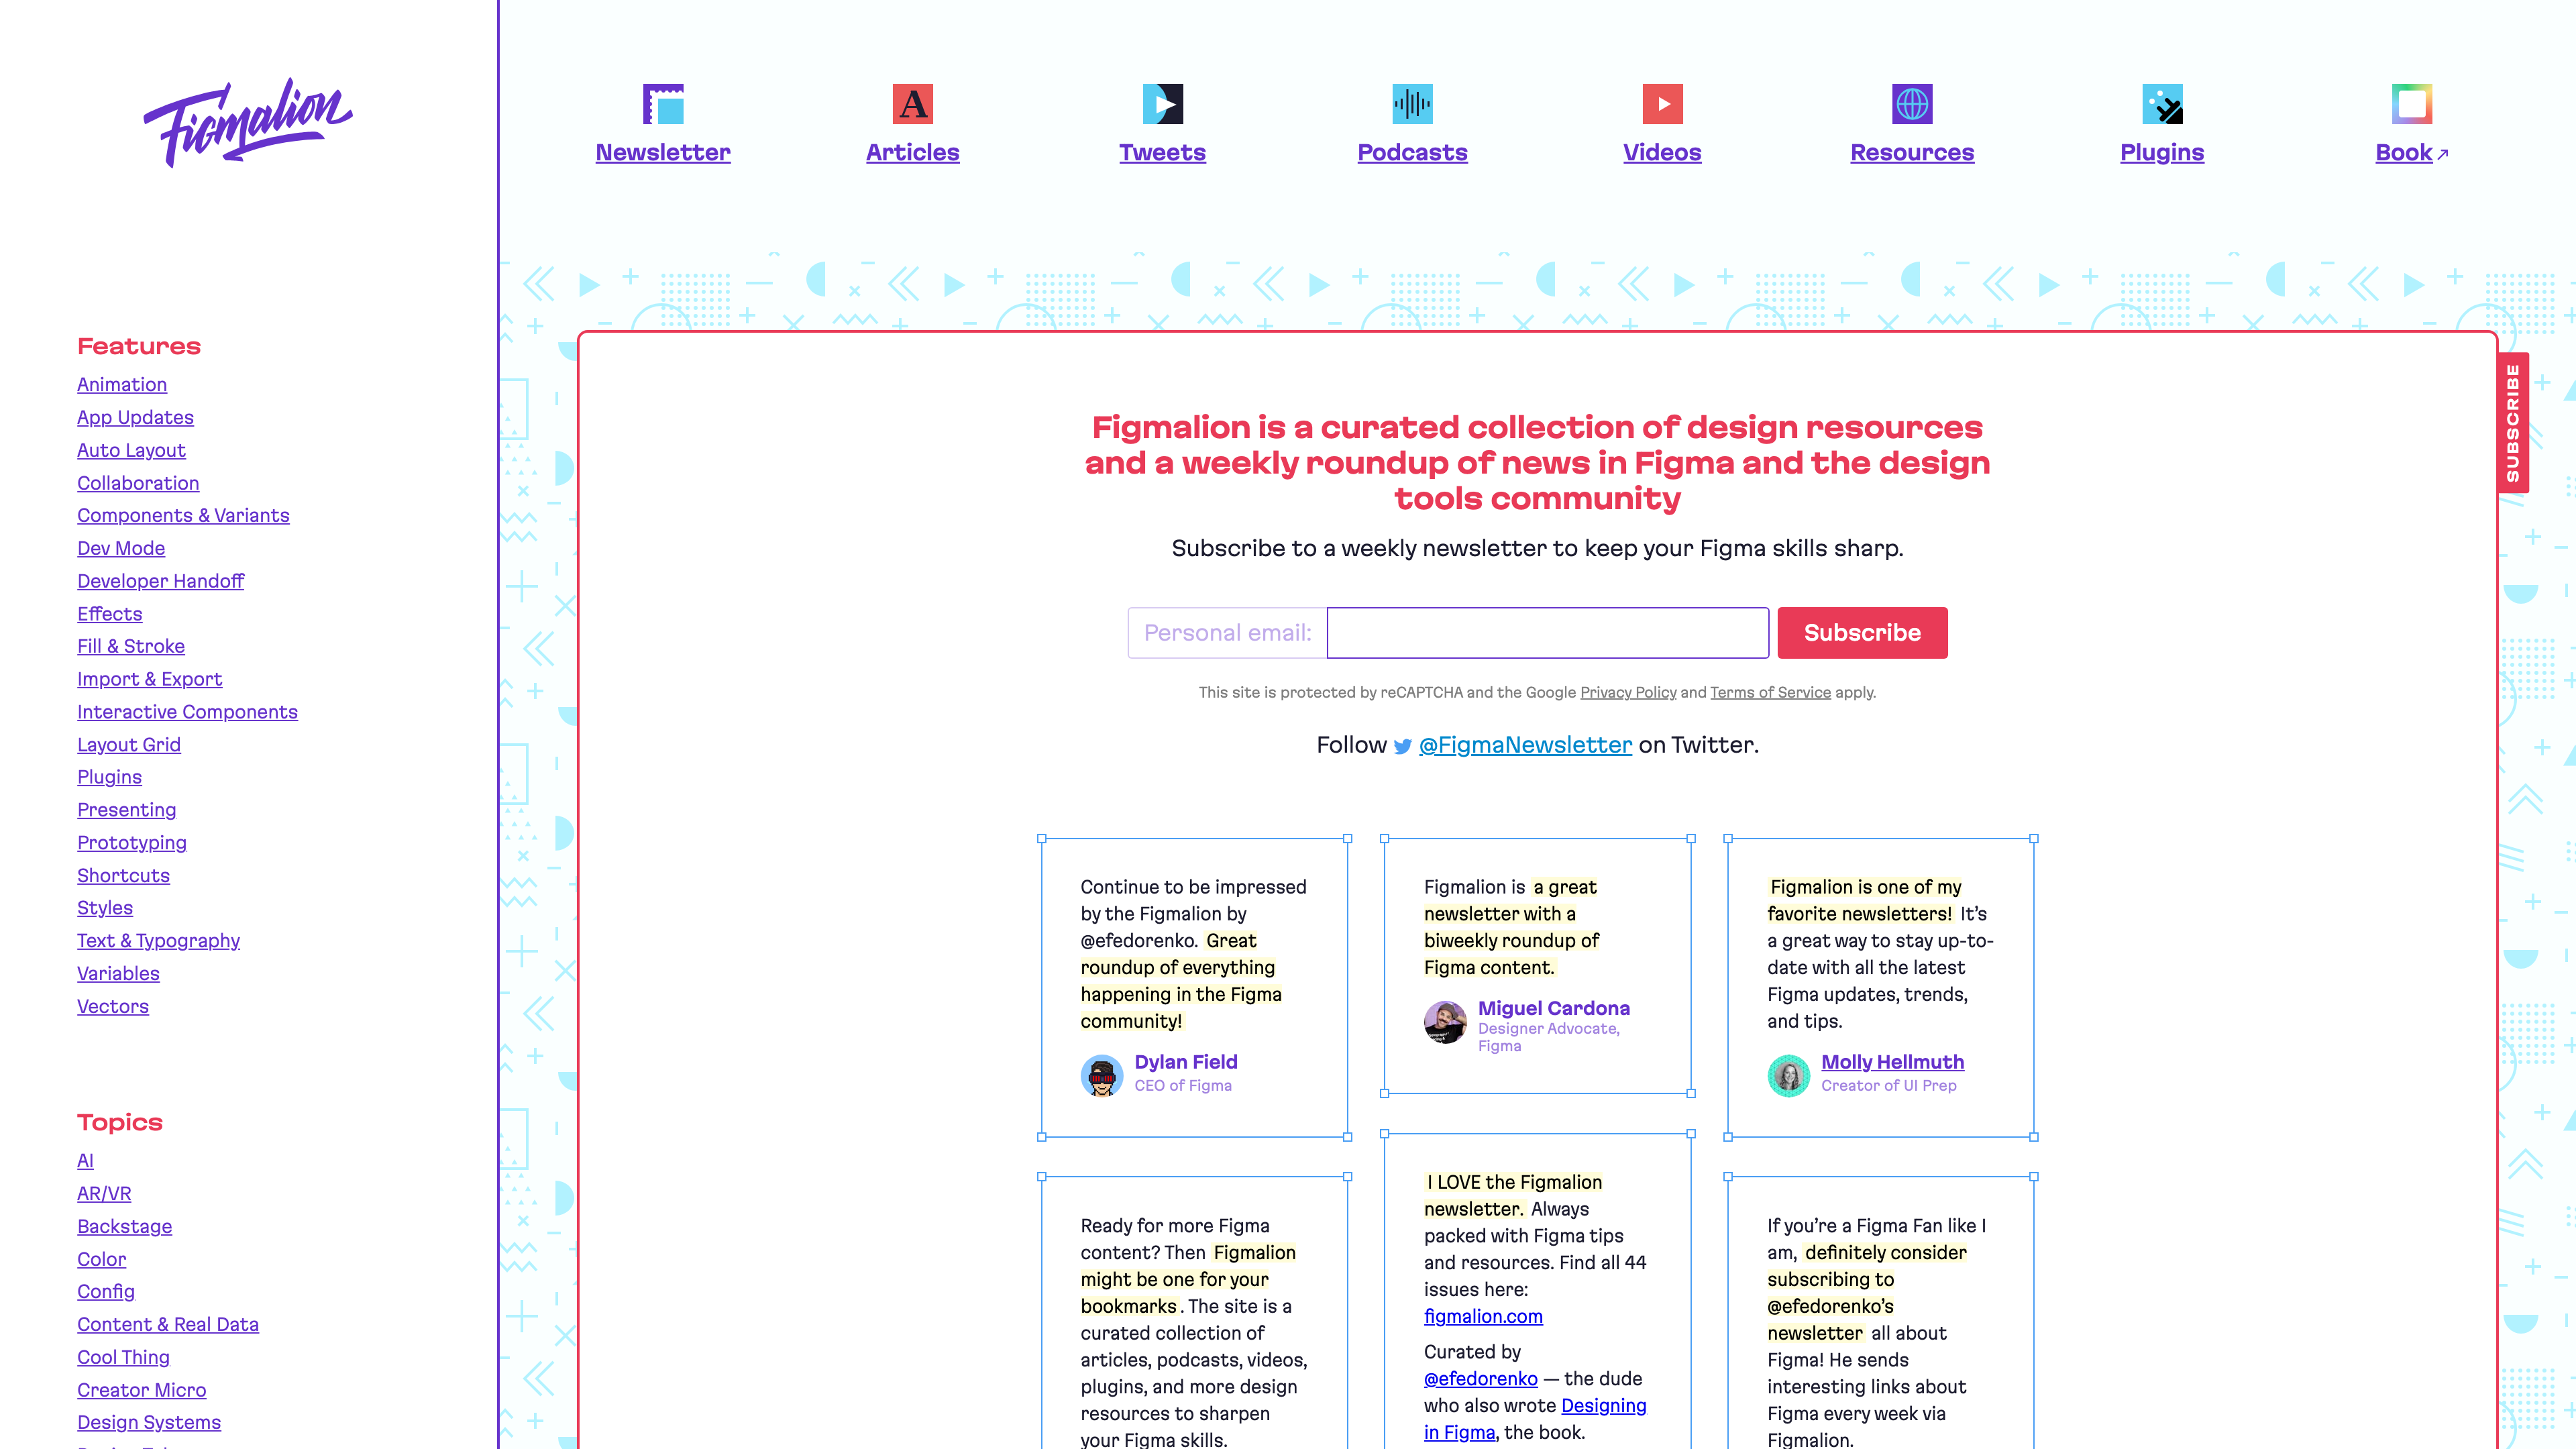 Figmalion
Newsletter
Articles
Tweets
Podcasts
Videos
Resources
Plugins
Book
Features
Animation
App Updates
Auto Layout
Collaboration
Components & Variants
Dev Mode
Developer Handoff
Effects
Fill & Stroke
Import & Export
Interactive Components
Layout Grid
Plugins
Presenting
Prototyping
Shortcuts
Styles
Text & Typography
Variables
Vectors
Topics
AI
AR/VR
Backstage
Color
Config
Content & Real Data
Cool Thing
Creator Micro
Design Systems
SUBSCRIBE
Figmalion is a curated collection of design resources
and a weekly roundup of news in Figma and the design
tools community
Subscribe to a weekly newsletter to keep your Figma skills sharp.
Personal email:
Subscribe
This site is protected by reCAPTCHA and the Google Privacy Policy and Terms of Service apply.
Follow @FigmaNewsletter on Twitter.
Continue to be impressed
by the Figmalion by
@efedorenko. Great
roundup of everything
happening in the Figma
community!
Dylan Field
CEO of Figma
Figmalion is a great
newsletter with a
biweekly roundup of
Figma content.
Miguel Cardona
Designer Advocate,
Figma
Figmalion is one of my
favorite newsletters! It’s
a great way to stay up-to-
date with all the latest
Figma updates, trends,
and tips.
Molly Hellmuth
Creator of UI Prep
Ready for more Figma
content? Then Figmalion
might be one for your
bookmarks. The site is a
curated collection of
articles, podcasts, videos,
plugins, and more design
resources to sharpen
your Figma skills.
I LOVE the Figmalion
newsletter. Always
packed with Figma tips
and resources. Find all 44
issues here:
figmalion.com
Curated by
@efedorenko — the dude
who also wrote Designing
in Figma, the book.
If you’re a Figma Fan like I
am, definitely consider
subscribing to
@efedorenko’s
newsletter all about
Figma! He sends
interesting links about
Figma every week via
Figmalion.